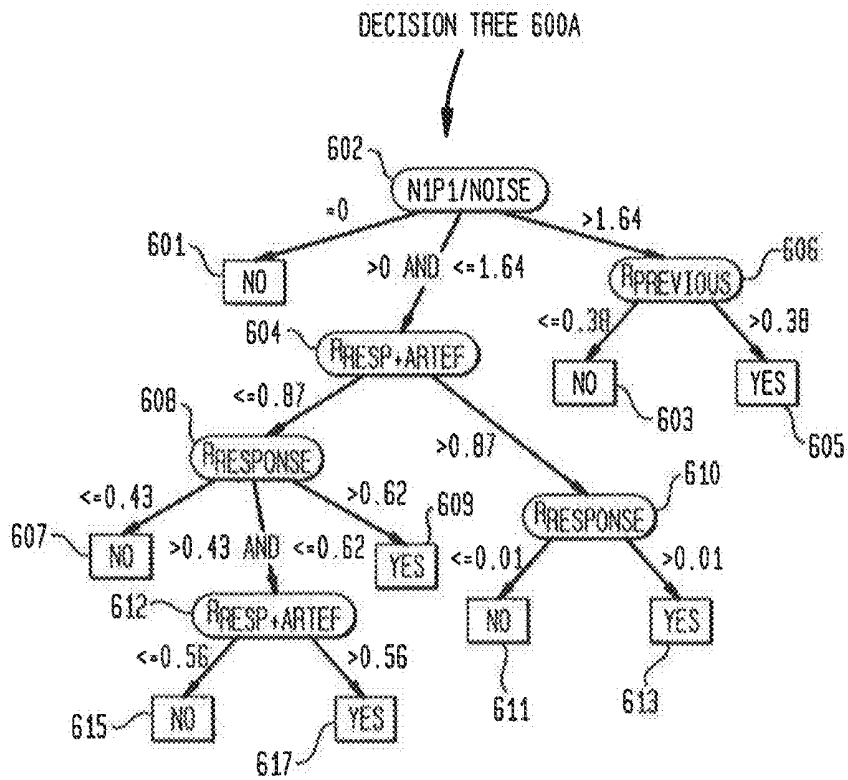 DECISION TREE 600A
602
N1P1/NOISE
=0
>1.64
601
NO
>0 AND <=1.64
RPREVIOUS
606
604
<=0.38
>0.38
RRESP+ARTEF
NO
YES
603
605
608
<=0.87
>0.87
RRESPONSE
610
<=0.43
>0.62
609
RRESPONSE
607
NO
>0.43 AND <=0.62
YES
<=0.01
>0.01
612
RRESP+ARTEF
NO
YES
<=0.56
>0.56
611
613
615
NO
YES
617